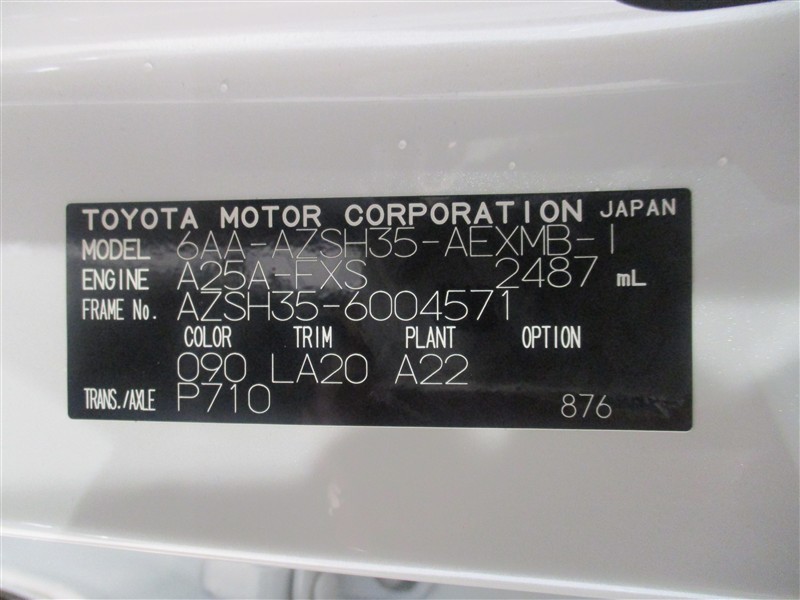 TOYOTA MOTOR CORPORATION JAPAN
MODEL 6AA-AZSH35-AEXMB-I
ENGINE A25A-FXS 2487 mL
FRAME No. AZSH35-6004571
COLOR TRIM PLANT OPTION
090 LA20 A22
TRANS./AXLE P710 876